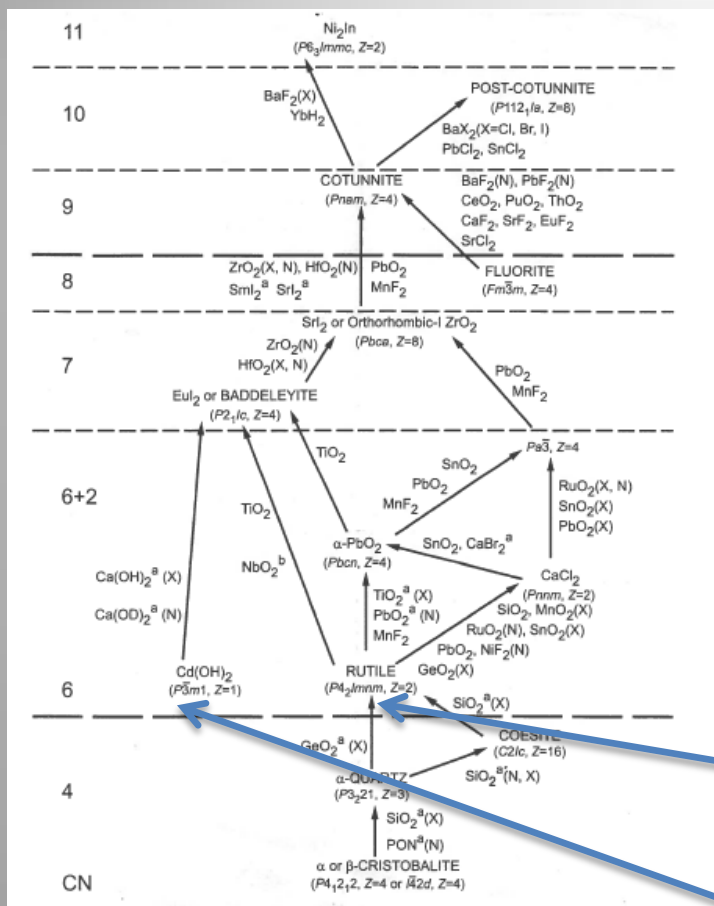 11
Ni₂In
(P6₃/mmc, Z=2)
BaF₂(X)
YbH₂
10
POST-COTUNNITE
(P112₁/a, Z=8)
BaX₂(X=Cl, Br, I)
PbCl₂, SnCl₂
COTUNNITE
(Pnam, Z=4)
9
BaF₂(N), PbF₂(N)
CeO₂, PuO₂, ThO₂
CaF₂, SrF₂, EuF₂
SrCl₂
8
ZrO₂(X, N), HfO₂(N)
SmI₂ᵃ SrI₂ᵃ
PbO₂
MnF₂
FLUORITE
(Fm3̅m, Z=4)
SrI₂ or Orthorhombic-I ZrO₂
(Pbca, Z=8)
7
ZrO₂(N)
HfO₂(X, N)
PbO₂
MnF₂
EuI₂ or BADDELEYITE
(P2₁/c, Z=4)
6+2
TiO₂
SnO₂
PbO₂
MnF₂
Pa3̅, Z=4
RuO₂(X, N)
SnO₂(X)
PbO₂(X)
TiO₂
NbO₂ᵇ
α-PbO₂
(Pbcn, Z=4)
SnO₂, CaBr₂ᵃ
CaCl₂
(Pnnm, Z=2)
Ca(OH)₂ᵃ (X)
Ca(OD)₂ᵃ (N)
TiO₂ᵃ (X)
PbO₂ᵃ (N)
MnF₂
SiO₂, MnO₂(X)
RuO₂(N), SnO₂(X)
PbO₂, NiF₂(N)
GeO₂(X)
6
Cd(OH)₂
(P3̅m1, Z=1)
RUTILE
(P4₂/mnm, Z=2)
SiO₂ᵃ(X)
COESITE
(C2/c, Z=16)
4
GeO₂ᵃ (X)
SiO₂ᵃ(N, X)
α-QUARTZ
(P3₂21, Z=3)
SiO₂ᵃ(X)
PONᵃ(N)
α or β-CRISTOBALITE
(P4₁2₁2, Z=4 or I4̅2d, Z=4)
CN